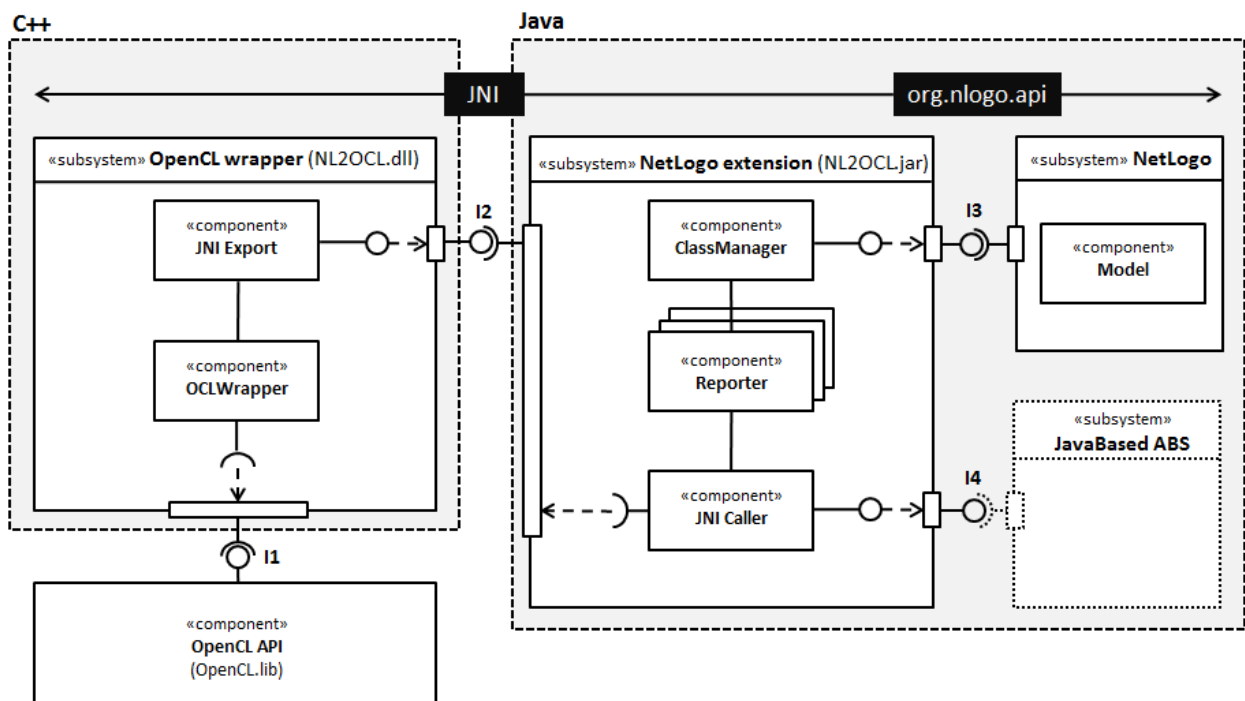 C++
Java
JNI
org.nlogo.api
«subsystem» OpenCL wrapper (NL2OCL.dll)
«component»
JNI Export
«component»
OCLWrapper
I2
«subsystem» NetLogo extension (NL2OCL.jar)
«component»
ClassManager
«component»
Reporter
«component»
JNI Caller
I3
«subsystem» NetLogo
«component»
Model
I4
«subsystem»
JavaBased ABS
I1
«component»
OpenCL API
(OpenCL.lib)